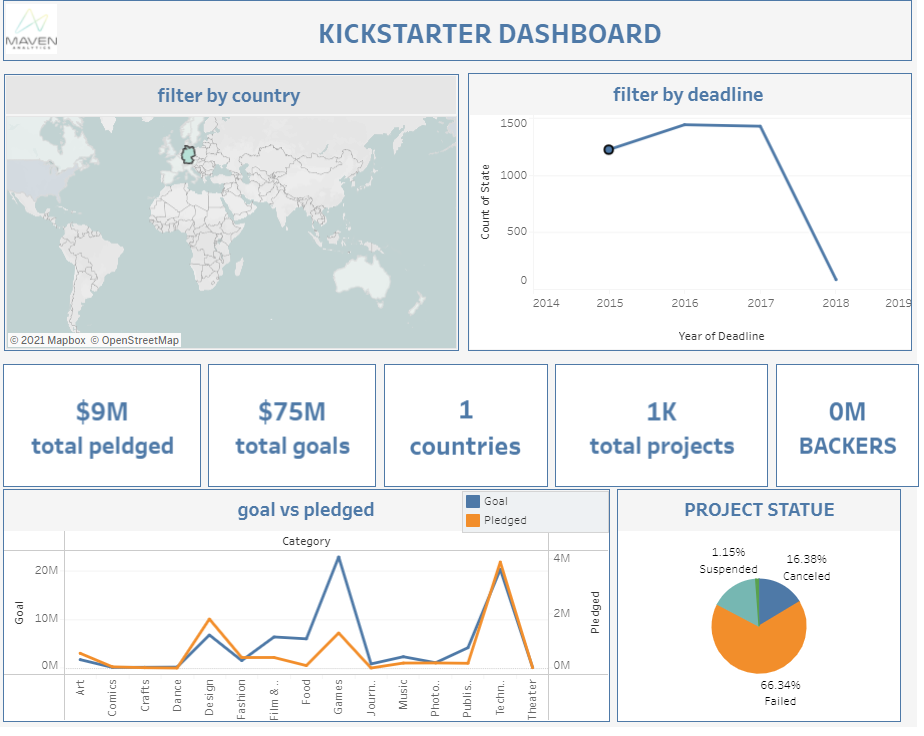 MAVEN
ANALYTICS
KICKSTARTER DASHBOARD
filter by country
© 2021 Mapbox © OpenStreetMap
filter by deadline
1500
1000
500
0
Count of State
2014 2015 2016 2017 2018 2019
Year of Deadline
$9M
total peldged
$75M
total goals
1
countries
1K
total projects
0M
BACKERS
goal vs pledged
Goal
Pledged
Category
20M
10M
0M
Goal
4M
2M
0M
Pledged
Art
Comics
Crafts
Dance
Design
Fashion
Film & ..
Food
Games
Journ..
Music
Photo..
Publis..
Techn..
Theater
PROJECT STATUE
1.15%
Suspended
16.38%
Canceled
66.34%
Failed